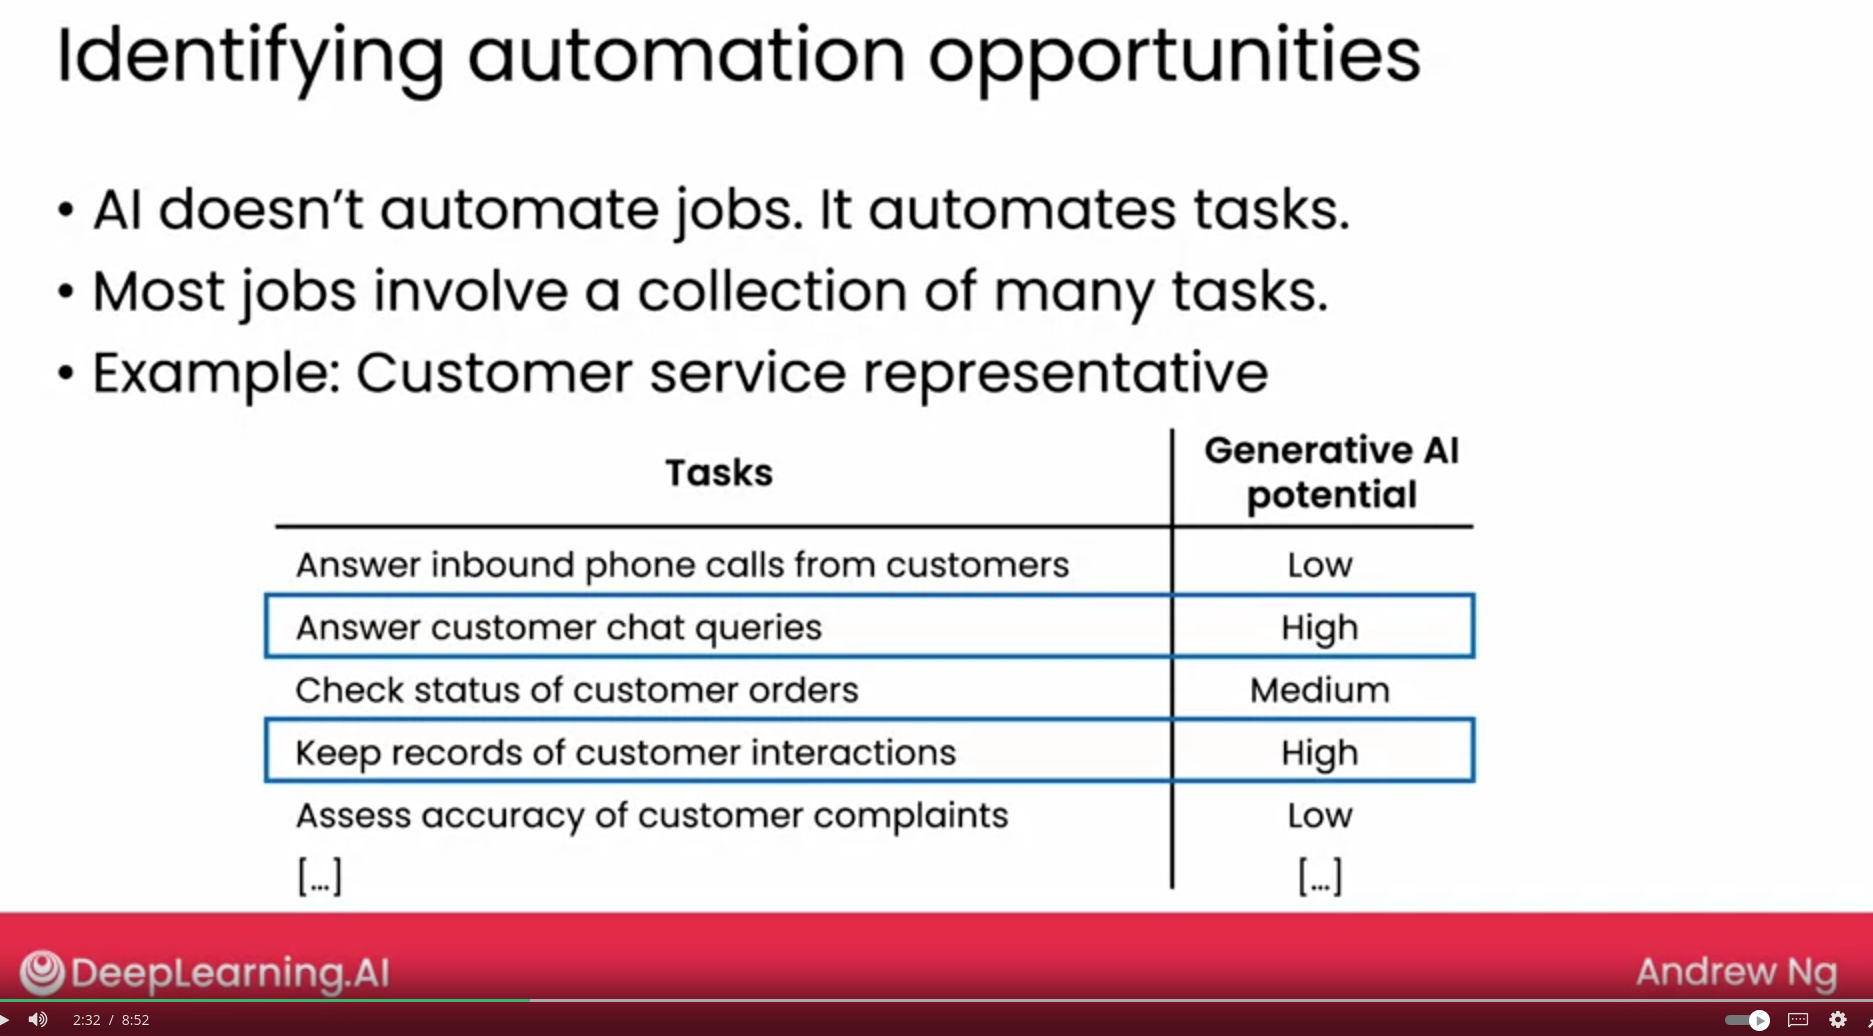 Identifying automation opportunities
• AI doesn't automate jobs. It automates tasks.
• Most jobs involve a collection of many tasks.
• Example: Customer service representative
Tasks
Generative AI
potential
Answer inbound phone calls from customers Low
Answer customer chat queries High
Check status of customer orders Medium
Keep records of customer interactions High
Assess accuracy of customer complaints Low
[...] [...]
DeepLearning.AI Andrew Ng
2:32 / 8:52